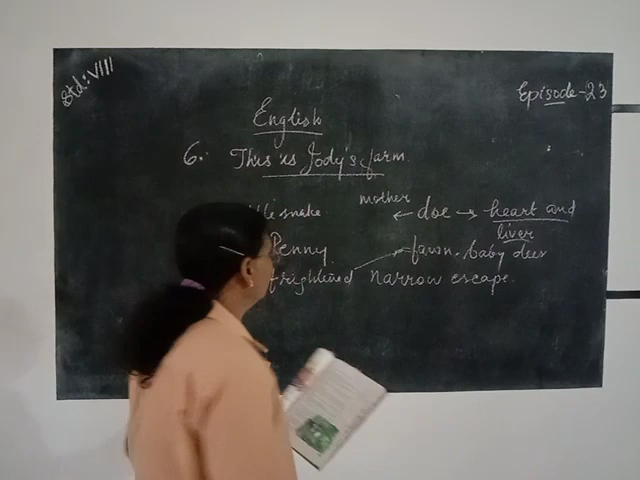 Std: VIII
Episode-23
English
6. This is Jody's farm.
mother
snake ← doe → heart and
liver
Penny fawn - baby deer
frightened narrow escape.